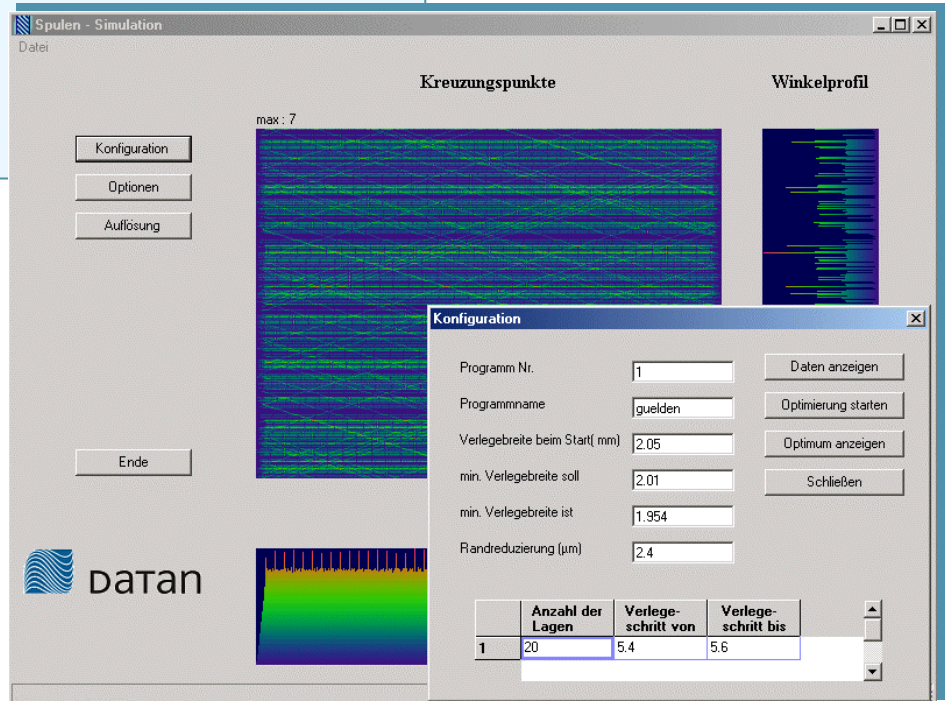 Spulen - Simulation
Datei
Kreuzungspunkte
Winkelprofil
max : 7
Konfiguration
Optionen
Auflösung
Ende
DATAN
Konfiguration
Programm Nr.
1
Daten anzeigen
Programmname
guelden
Optimierung starten
Verlegebreite beim Start( mm)
2.05
Optimum anzeigen
min. Verlegebreite soll
2.01
Schließen
min. Verlegebreite ist
1.954
Randreduzierung (µm)
2.4
Anzahl der Lagen
Verlege-schritt von
Verlege-schritt bis
1
20
5.4
5.6